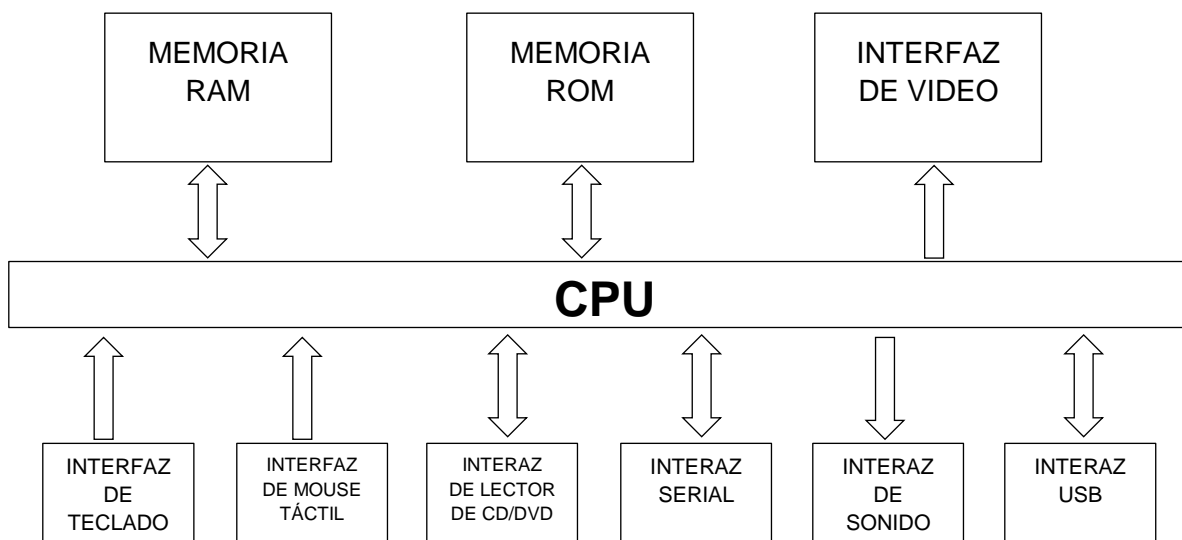 MEMORIA
RAM
MEMORIA
ROM
INTERFAZ
DE VIDEO
CPU
INTERFAZ
DE
TECLADO
INTERFAZ
DE MOUSE
TÁCTIL
INTERAZ
DE LECTOR
DE CD/DVD
INTERAZ
SERIAL
INTERAZ
DE
SONIDO
INTERAZ
USB